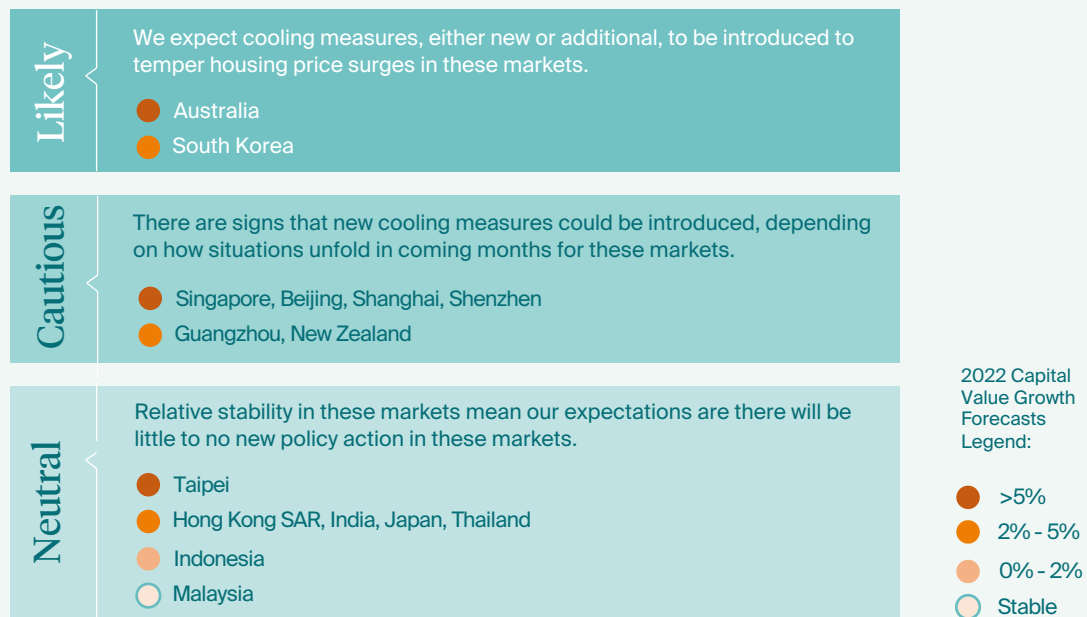 Likely
We expect cooling measures, either new or additional, to be introduced to
temper housing price surges in these markets.
Australia
South Korea
Cautious
There are signs that new cooling measures could be introduced, depending
on how situations unfold in coming months for these markets.
Singapore, Beijing, Shanghai, Shenzhen
Guangzhou, New Zealand
Neutral
Relative stability in these markets mean our expectations are there will be
little to no new policy action in these markets.
Taipei
Hong Kong SAR, India, Japan, Thailand
Indonesia
Malaysia
2022 Capital
Value Growth
Forecasts
Legend:
>5%
2% - 5%
0% - 2%
Stable